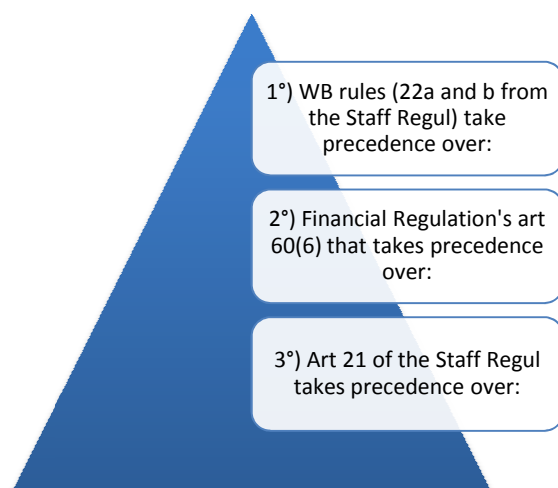 1°) WB rules (22a and b from
the Staff Regul) take
precedence over:
2°) Financial Regulation's art
60(6) that takes precedence
over:
3°) Art 21 of the Staff Regul
takes precedence over: